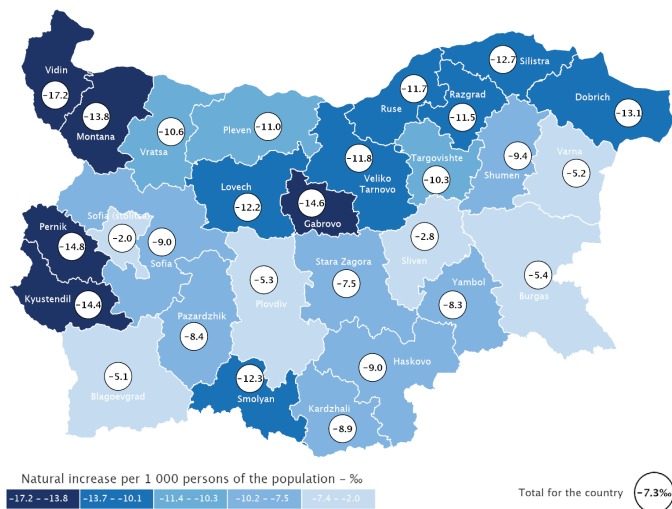 Vidin
-17.2
-13.8
Montana
-10.6
Vratsa
Pleven
-11.0
-11.7
Ruse
-12.7
Silistra
Razgrad
-11.5
Dobrich
-13.1
-11.8
Veliko
Tarnovo
Targovishte
-10.3
-9.4
Shumen
Varna
-5.2
Lovech
-12.2
-14.6
Gabrovo
Sofia (stolitsa)
-2.0
-9.0
Sofia
Pernik
-14.8
Kyustendil
-14.4
-5.3
Plovdiv
Stara Zagora
-7.5
-2.8
Sliven
Yambol
-8.3
-5.4
Burgas
Pazardzhik
-8.4
-5.1
Blagoevgrad
-12.3
Smolyan
-9.0
Haskovo
Kardzhali
-8.9
Natural increase per 1 000 persons of the population – ‰
-17.2 – -13.8
-13.7 – -10.1
-11.4 – -10.3
-10.2 – -7.5
-7.4 – -2.0
Total for the country
-7.3‰